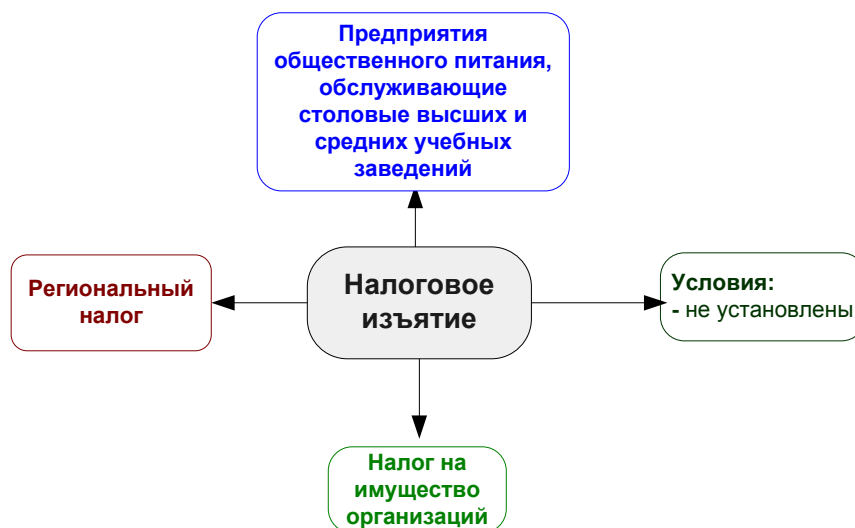 Предприятия
общественного питания,
обслуживающие
столовые высших и
средних учебных
заведений
Региональный
налог
Налоговое
изъятие
Условия:
- не установлены
Налог на
имущество
организаций